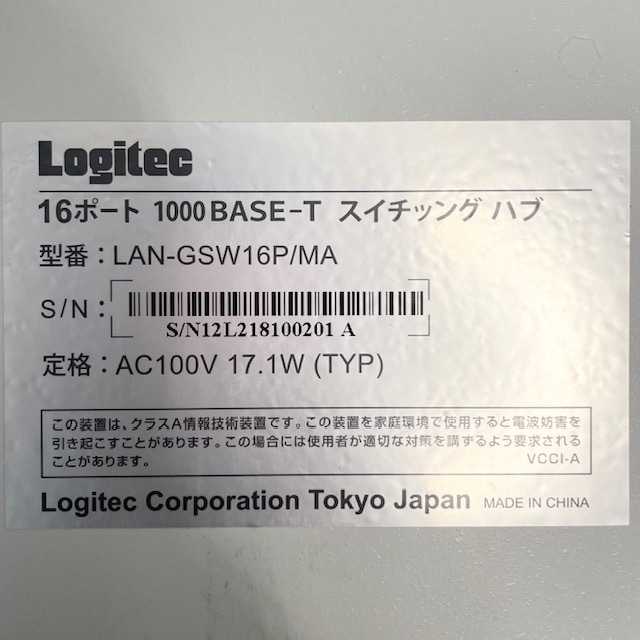 Logitec
16ポート 1000BASE-T スイチッング ハブ
型番：LAN-GSW16P/MA
S/N：
S/N12L218100201 A
定格：AC100V 17.1W (TYP)
この装置は、クラスA情報技術装置です。この装置を家庭環境で使用すると電波妨害を
引き起こすことがあります。この場合には使用者が適切な対策を講ずるよう要求される
ことがあります。 VCCI-A
Logitec Corporation Tokyo Japan MADE IN CHINA